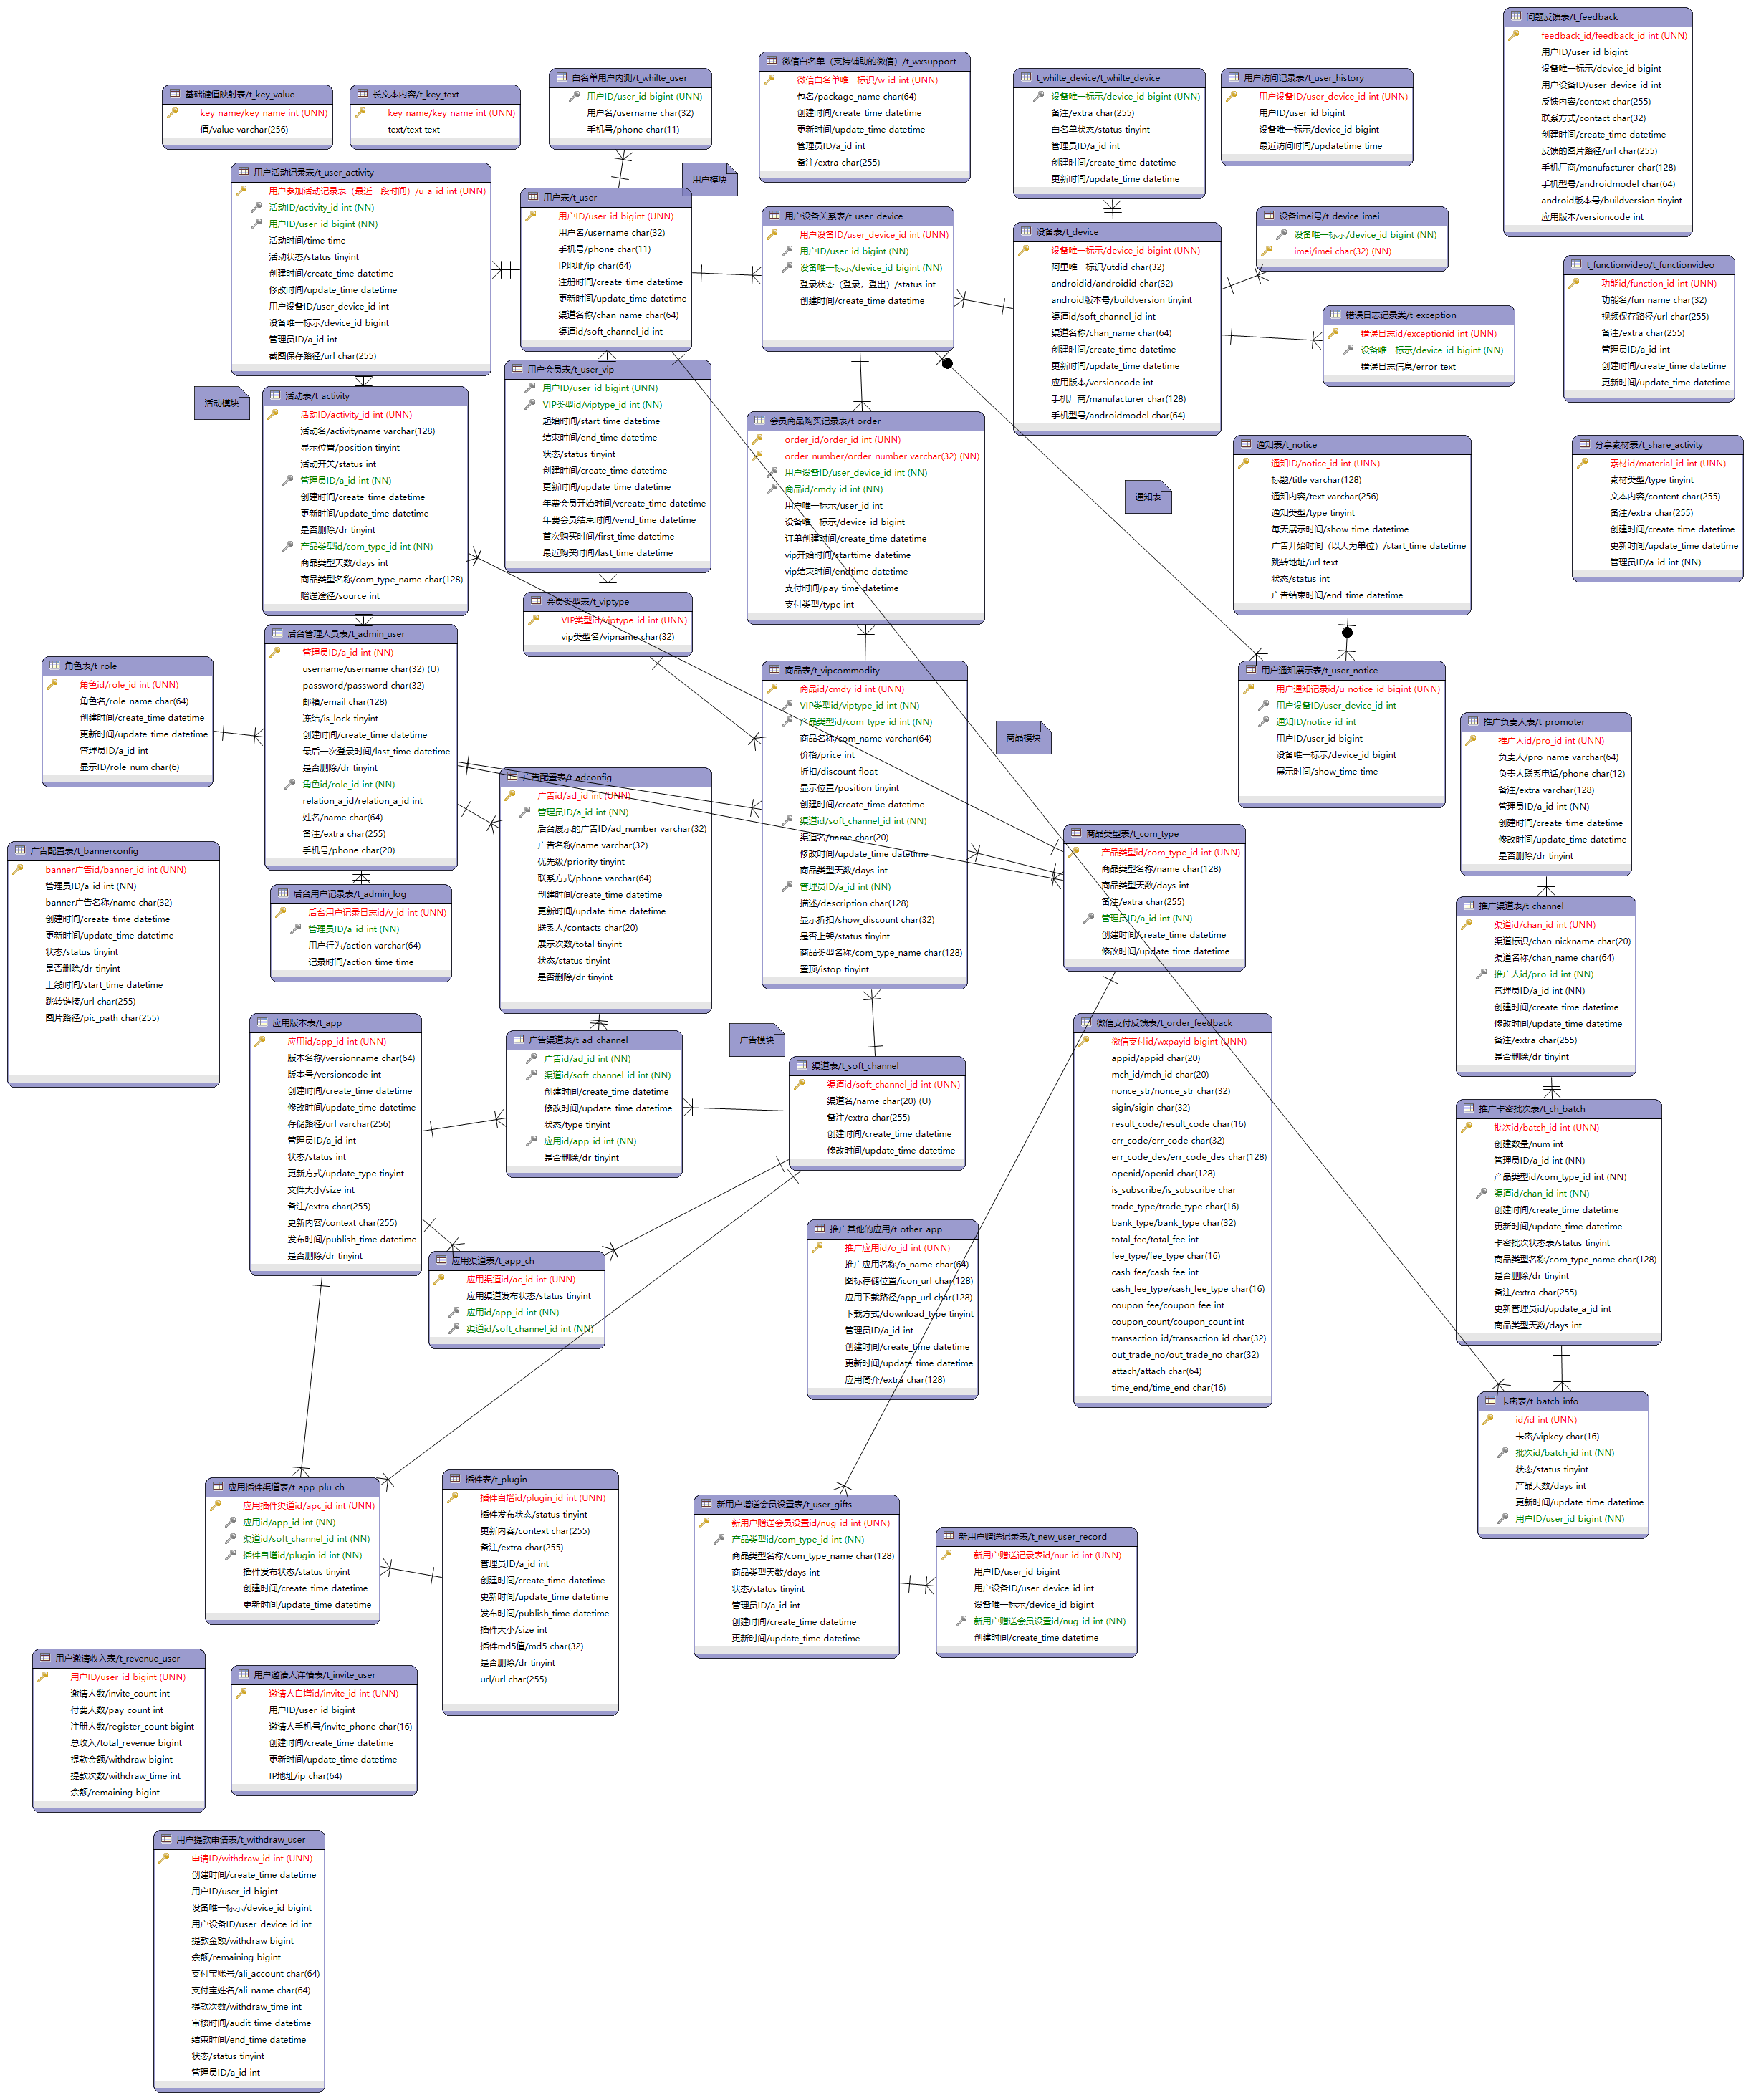 问题反馈表/t_feedback
feedback_id/feedback_id int (UNN)
用户ID/user_id bigint
设备唯一标示/device_id bigint
用户设备ID/user_device_id int
反馈内容/context char(255)
联系方式/contact char(32)
创建时间/create_time datetime
反馈的图片路径/url char(255)
手机厂商/manufacturer char(128)
手机型号/androidmodel char(64)
android版本号/buildversion tinyint
应用版本/versioncode int
基础键值映射表/t_key_value
key_name/key_name int (UNN)
值/value varchar(256)
长文本内容/t_key_text
key_name/key_name int (UNN)
text/text text
白名单用户内测/t_whilte_user
用户ID/user_id bigint (UNN)
用户名/username char(32)
手机号/phone char(11)
微信白名单（支持辅助的微信）/t_wxsupport
微信白名单唯一标识/w_id int (UNN)
包名/package_name char(64)
创建时间/create_time datetime
更新时间/update_time datetime
管理员ID/a_id int
备注/extra char(255)
t_whilte_device/t_whilte_device
设备唯一标示/device_id bigint (UNN)
备注/extra char(255)
白名单状态/status tinyint
管理员ID/a_id int
创建时间/create_time datetime
更新时间/update_time datetime
用户访问记录表/t_user_history
用户设备ID/user_device_id int (UNN)
用户ID/user_id bigint
设备唯一标示/device_id bigint
最近访问时间/updatetime time
用户活动记录表/t_user_activity
用户参加活动记录表（最近一段时间）/u_a_id int (UNN)
活动ID/activity_id int (NN)
用户ID/user_id bigint (NN)
活动时间/time time
活动状态/status tinyint
创建时间/create_time datetime
修改时间/update_time datetime
用户设备ID/user_device_id int
设备唯一标示/device_id bigint
管理员ID/a_id int
截图保存路径/url char(255)
用户模块
用户表/t_user
用户ID/user_id bigint (UNN)
用户名/username char(32)
手机号/phone char(11)
IP地址/ip char(64)
注册时间/create_time datetime
更新时间/update_time datetime
渠道名称/chan_name char(64)
渠道id/soft_channel_id int
用户设备关系表/t_user_device
用户设备ID/user_device_id int (UNN)
用户ID/user_id bigint (NN)
设备唯一标示/device_id bigint (NN)
登录状态（登录，登出）/status int
创建时间/create_time datetime
设备表/t_device
设备唯一标示/device_id bigint (UNN)
阿里唯一标识/utdid char(32)
androidid/androidid char(32)
android版本号/buildversion tinyint
渠道id/soft_channel_id int
渠道名称/chan_name char(64)
创建时间/create_time datetime
更新时间/update_time datetime
应用版本/versioncode int
手机厂商/manufacturer char(128)
手机型号/androidmodel char(64)
设备imei号/t_device_imei
设备唯一标示/device_id bigint (NN)
imei/imei char(32) (NN)
错误日志记录类/t_exception
错误日志id/exceptionid int (UNN)
设备唯一标示/device_id bigint (NN)
错误日志信息/error text
t_functionvideo/t_functionvideo
功能id/function_id int (UNN)
功能名/fun_name char(32)
视频保存路径/url char(255)
备注/extra char(255)
管理员ID/a_id int
创建时间/create_time datetime
更新时间/update_time datetime
活动模块
活动表/t_activity
活动ID/activity_id int (UNN)
活动名/activityname varchar(128)
显示位置/position tinyint
活动开关/status int
管理员ID/a_id int (NN)
创建时间/create_time datetime
更新时间/update_time datetime
是否删除/dr tinyint
产品类型id/com_type_id int (NN)
商品类型天数/days int
商品类型名称/com_type_name char(128)
赠送途径/source int
用户会员表/t_user_vip
用户ID/user_id bigint (UNN)
VIP类型id/viptype_id int (NN)
起始时间/start_time datetime
结束时间/end_time datetime
状态/status tinyint
创建时间/create_time datetime
更新时间/update_time datetime
年费会员开始时间/vcreate_time datetime
年费会员结束时间/vend_time datetime
首次购买时间/first_time datetime
最近购买时间/last_time datetime
会员商品购买记录表/t_order
order_id/order_id int (UNN)
order_number/order_number varchar(32) (NN)
用户设备ID/user_device_id int (NN)
商品id/cmdy_id int (NN)
用户唯一标示/user_id int
设备唯一标示/device_id bigint
订单创建时间/create_time datetime
vip开始时间/starttime datetime
vip结束时间/endtime datetime
支付时间/pay_time datetime
支付类型/type int
通知表
通知表/t_notice
通知ID/notice_id int (UNN)
标题/title varchar(128)
通知内容/text varchar(256)
通知类型/type tinyint
每天展示时间/show_time datetime
广告开始时间（以天为单位）/start_time datetime
跳转地址/url text
状态/status int
广告结束时间/end_time datetime
分享素材表/t_share_activity
素材id/material_id int (UNN)
素材类型/type tinyint
文本内容/content char(255)
备注/extra char(255)
创建时间/create_time datetime
更新时间/update_time datetime
管理员ID/a_id int (NN)
会员类型表/t_viptype
VIP类型id/viptype_id int (UNN)
vip类型名/vipname char(32)
后台管理人员表/t_admin_user
管理员ID/a_id int (NN)
username/username char(32) (U)
password/password char(32)
邮箱/email char(128)
冻结/is_lock tinyint
创建时间/create_time datetime
最后一次登录时间/last_time datetime
是否删除/dr tinyint
角色id/role_id int (NN)
relation_a_id/relation_a_id int
姓名/name char(64)
备注/extra char(255)
手机号/phone char(20)
角色表/t_role
角色id/role_id int (UNN)
角色名/role_name char(64)
创建时间/create_time datetime
更新时间/update_time datetime
管理员ID/a_id int
显示ID/role_num char(6)
商品表/t_vipcommodity
商品id/cmdy_id int (UNN)
VIP类型id/viptype_id int (NN)
产品类型id/com_type_id int (NN)
商品名称/com_name varchar(64)
价格/price int
折扣/discount float
显示位置/position tinyint
创建时间/create_time datetime
渠道id/soft_channel_id int (NN)
渠道名/name char(20)
修改时间/update_time datetime
商品类型天数/days int
管理员ID/a_id int (NN)
描述/description char(128)
显示折扣/show_discount char(32)
是否上架/status tinyint
商品类型名称/com_type_name char(128)
置顶/istop tinyint
商品模块
用户通知展示表/t_user_notice
用户通知记录id/u_notice_id bigint (UNN)
用户设备ID/user_device_id int
通知ID/notice_id int
用户ID/user_id bigint
设备唯一标示/device_id bigint
展示时间/show_time time
推广负责人表/t_promoter
推广人id/pro_id int (UNN)
负责人/pro_name varchar(64)
负责人联系电话/phone char(12)
备注/extra varchar(128)
管理员ID/a_id int (NN)
创建时间/create_time datetime
修改时间/update_time datetime
是否删除/dr tinyint
广告配置表/t_adconfig
广告id/ad_id int (UNN)
管理员ID/a_id int (NN)
后台展示的广告ID/ad_number varchar(32)
广告名称/name varchar(32)
优先级/priority tinyint
联系方式/phone varchar(64)
创建时间/create_time datetime
更新时间/update_time datetime
联系人/contacts char(20)
展示次数/total tinyint
状态/status tinyint
是否删除/dr tinyint
商品类型表/t_com_type
产品类型id/com_type_id int (UNN)
商品类型名/name char(128)
商品类型天数/days int
备注/extra char(255)
管理员ID/a_id int (NN)
创建时间/create_time datetime
修改时间/update_time datetime
广告配置表/t_bannerconfig
banner广告id/banner_id int (UNN)
管理员ID/a_id int (NN)
banner广告名称/name char(32)
创建时间/create_time datetime
更新时间/update_time datetime
状态/status tinyint
是否删除/dr tinyint
上线时间/start_time datetime
跳转链接/url char(255)
图片路径/pic_path char(255)
后台用户记录表/t_admin_log
后台用户记录日志id/v_id int (UNN)
管理员ID/a_id int (NN)
用户行为/action varchar(64)
记录时间/action_time time
推广渠道表/t_channel
渠道id/chan_id int (UNN)
渠道标识/chan_nickname char(20)
渠道名称/chan_name char(64)
推广人id/pro_id int (NN)
管理员ID/a_id int (NN)
创建时间/create_time datetime
修改时间/update_time datetime
备注/extra char(255)
是否删除/dr tinyint
应用版本表/t_app
应用id/app_id int (UNN)
版本名称/versionname char(64)
版本号/versioncode int
创建时间/create_time datetime
修改时间/update_time datetime
存储路径/url varchar(256)
管理员ID/a_id int
状态/status int
更新方式/update_type tinyint
文件大小/size int
备注/extra char(255)
更新内容/context char(255)
发布时间/publish_time datetime
是否删除/dr tinyint
广告渠道表/t_ad_channel
广告id/ad_id int (NN)
渠道id/soft_channel_id int (NN)
创建时间/create_time datetime
修改时间/update_time datetime
状态/type tinyint
应用id/app_id int (NN)
是否删除/dr tinyint
广告模块
渠道表/t_soft_channel
渠道id/soft_channel_id int (UNN)
渠道名/name char(20) (U)
备注/extra char(255)
创建时间/create_time datetime
修改时间/update_time datetime
微信支付反馈表/t_order_feedback
微信支付id/wxpayid bigint (UNN)
appid/appid char(20)
mch_id/mch_id char(20)
nonce_str/nonce_str char(32)
sigin/sigin char(32)
result_code/result_code char(16)
err_code/err_code char(32)
err_code_des/err_code_des char(128)
openid/openid char(128)
is_subscribe/is_subscribe char
trade_type/trade_type char(16)
bank_type/bank_type char(32)
total_fee/total_fee int
fee_type/fee_type char(16)
cash_fee/cash_fee int
cash_fee_type/cash_fee_type char(16)
coupon_fee/coupon_fee int
coupon_count/coupon_count int
transaction_id/transaction_id char(32)
out_trade_no/out_trade_no char(32)
attach/attach char(64)
time_end/time_end char(16)
推广卡密批次表/t_ch_batch
批次id/batch_id int (UNN)
创建数量/num int
管理员ID/a_id int (NN)
产品类型id/com_type_id int (NN)
渠道id/chan_id int (NN)
创建时间/create_time datetime
更新时间/update_time datetime
卡密批次状态表/status tinyint
商品类型名称/com_type_name char(128)
是否删除/dr tinyint
备注/extra char(255)
更新管理员id/update_a_id int
商品类型天数/days int
应用渠道表/t_app_ch
应用渠道id/ac_id int (UNN)
应用渠道发布状态/status tinyint
应用id/app_id int (NN)
渠道id/soft_channel_id int (NN)
推广其他的应用/t_other_app
推广应用id/o_id int (UNN)
推广应用名称/o_name char(64)
图标存储位置/icon_url char(128)
应用下载路径/app_url char(128)
下载方式/download_type tinyint
管理员ID/a_id int
创建时间/create_time datetime
更新时间/update_time datetime
应用简介/extra char(128)
卡密表/t_batch_info
id/id int (UNN)
卡密/vipkey char(16)
批次id/batch_id int (NN)
状态/status tinyint
产品天数/days int
更新时间/update_time datetime
用户ID/user_id bigint (NN)
应用插件渠道表/t_app_plu_ch
应用插件渠道id/apc_id int (UNN)
应用id/app_id int (NN)
渠道id/soft_channel_id int (NN)
插件自增id/plugin_id int (NN)
插件发布状态/status tinyint
创建时间/create_time datetime
更新时间/update_time datetime
插件表/t_plugin
插件自增id/plugin_id int (UNN)
插件发布状态/status tinyint
更新内容/context char(255)
备注/extra char(255)
管理员ID/a_id int
创建时间/create_time datetime
更新时间/update_time datetime
发布时间/publish_time datetime
插件大小/size int
插件md5值/md5 char(32)
是否删除/dr tinyint
url/url char(255)
新用户增送会员设置表/t_user_gifts
新用户赠送会员设置id/nug_id int (UNN)
产品类型id/com_type_id int (NN)
商品类型名称/com_type_name char(128)
商品类型天数/days int
状态/status tinyint
管理员ID/a_id int
创建时间/create_time datetime
更新时间/update_time datetime
新用户赠送记录表/t_new_user_record
新用户赠送记录表id/nur_id int (UNN)
用户ID/user_id bigint
用户设备ID/user_device_id int
设备唯一标示/device_id bigint
新用户赠送会员设置id/nug_id int (NN)
创建时间/create_time datetime
用户邀请收入表/t_revenue_user
用户ID/user_id bigint (UNN)
邀请人数/invite_count int
付费人数/pay_count int
注册人数/register_count bigint
总收入/total_revenue bigint
提款金额/withdraw bigint
提款次数/withdraw_time int
余额/remaining bigint
用户邀请人详情表/t_invite_user
邀请人自增id/invite_id int (UNN)
用户ID/user_id bigint
邀请人手机号/invite_phone char(16)
创建时间/create_time datetime
更新时间/update_time datetime
IP地址/ip char(64)
用户提款申请表/t_withdraw_user
申请ID/withdraw_id int (UNN)
创建时间/create_time datetime
用户ID/user_id bigint
设备唯一标示/device_id bigint
用户设备ID/user_device_id int
提款金额/withdraw bigint
余额/remaining bigint
支付宝账号/ali_account char(64)
支付宝姓名/ali_name char(64)
提款次数/withdraw_time int
审核时间/audit_time datetime
结束时间/end_time datetime
状态/status tinyint
管理员ID/a_id int